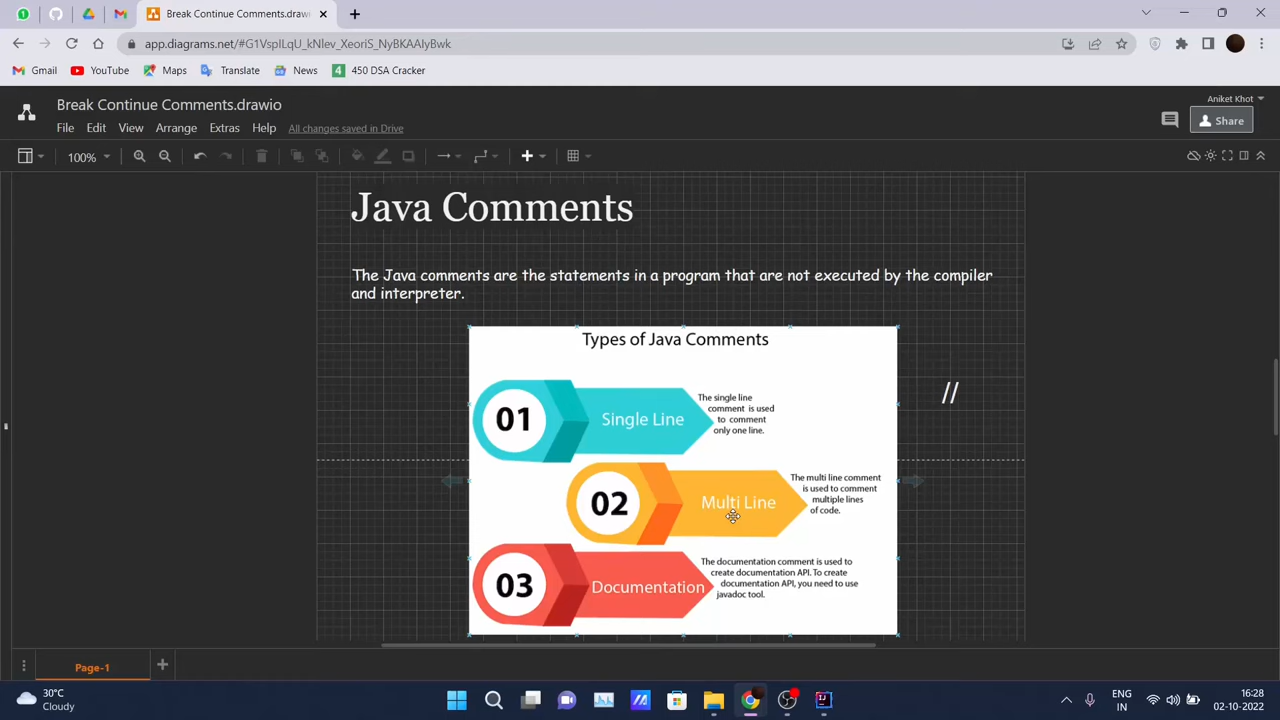 Break Continue Comments.drawi
app.diagrams.net/#G1VspILqU_kNlev_XeoriS_NyBKAAlyBwk
Gmail
YouTube
Maps
Translate
News
4
450 DSA Cracker
Break Continue Comments.drawio
Aniket Khot
File
Edit
View
Arrange
Extras
Help
All changes saved in Drive
Share
100%
Java Comments
The Java comments are the statements in a program that are not executed by the compiler
and interpreter.
Types of Java Comments
01
Single Line
The single line
comment is used
to comment
only one line.
//
02
Multi Line
The multi line comment
is used to comment
multiple lines
of code.
03
Documentation
The documentation comment is used to
create documentation API. To create
documentation API, you need to use
javadoc tool.
Page-1
30°C
Cloudy
ENG
IN
16:28
02-10-2022